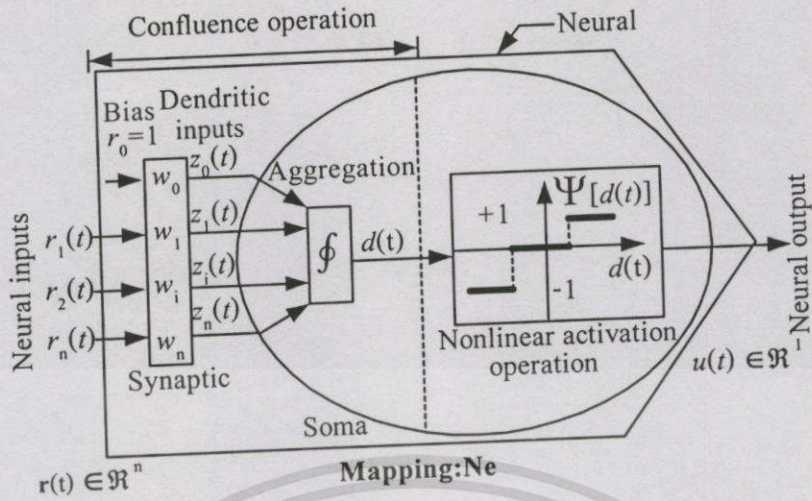 Confluence operation
Neural
Bias
r₀=1
Dendritic
inputs
Neural inputs
r₁(t)
r₂(t)
rₙ(t)
w₀
w₁
wᵢ
wₙ
Synaptic
z₀(t)
z₁(t)
zᵢ(t)
zₙ(t)
Aggregation
∮
d(t)
Ψ[d(t)]
+1
-1
d(t)
Nonlinear activation
operation
Soma
u(t) ∈ ℜ⁻
Neural output
r(t) ∈ ℜⁿ
Mapping:Ne